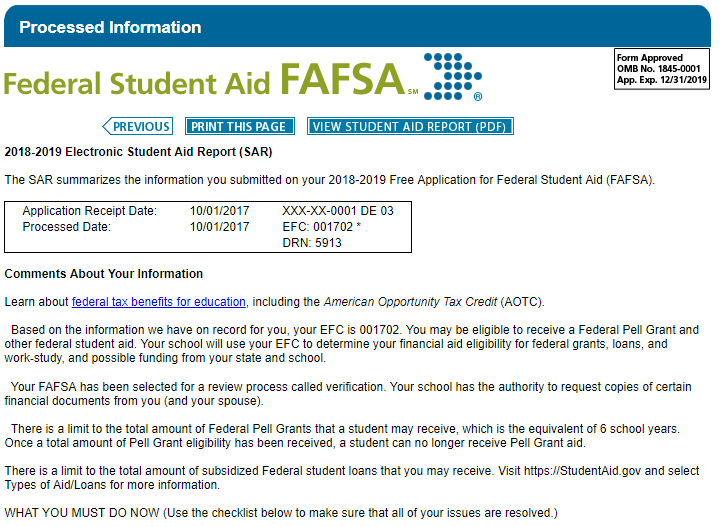 Processed Information
Form Approved
OMB No. 1845-0001
App. Exp. 12/31/2019
Federal Student Aid FAFSA SM ®
PREVIOUS PRINT THIS PAGE VIEW STUDENT AID REPORT (PDF)
2018-2019 Electronic Student Aid Report (SAR)
The SAR summarizes the information you submitted on your 2018-2019 Free Application for Federal Student Aid (FAFSA).
Application Receipt Date: 10/01/2017 XXX-XX-0001 DE 03
Processed Date: 10/01/2017 EFC: 001702 *
DRN: 5913
Comments About Your Information
Learn about federal tax benefits for education, including the American Opportunity Tax Credit (AOTC).
Based on the information we have on record for you, your EFC is 001702. You may be eligible to receive a Federal Pell Grant and
other federal student aid. Your school will use your EFC to determine your financial aid eligibility for federal grants, loans, and
work-study, and possible funding from your state and school.
Your FAFSA has been selected for a review process called verification. Your school has the authority to request copies of certain
financial documents from you (and your spouse).
There is a limit to the total amount of Federal Pell Grants that a student may receive, which is the equivalent of 6 school years.
Once a total amount of Pell Grant eligibility has been received, a student can no longer receive Pell Grant aid.
There is a limit to the total amount of subsidized Federal student loans that you may receive. Visit https://StudentAid.gov and select
Types of Aid/Loans for more information.
WHAT YOU MUST DO NOW (Use the checklist below to make sure that all of your issues are resolved.)